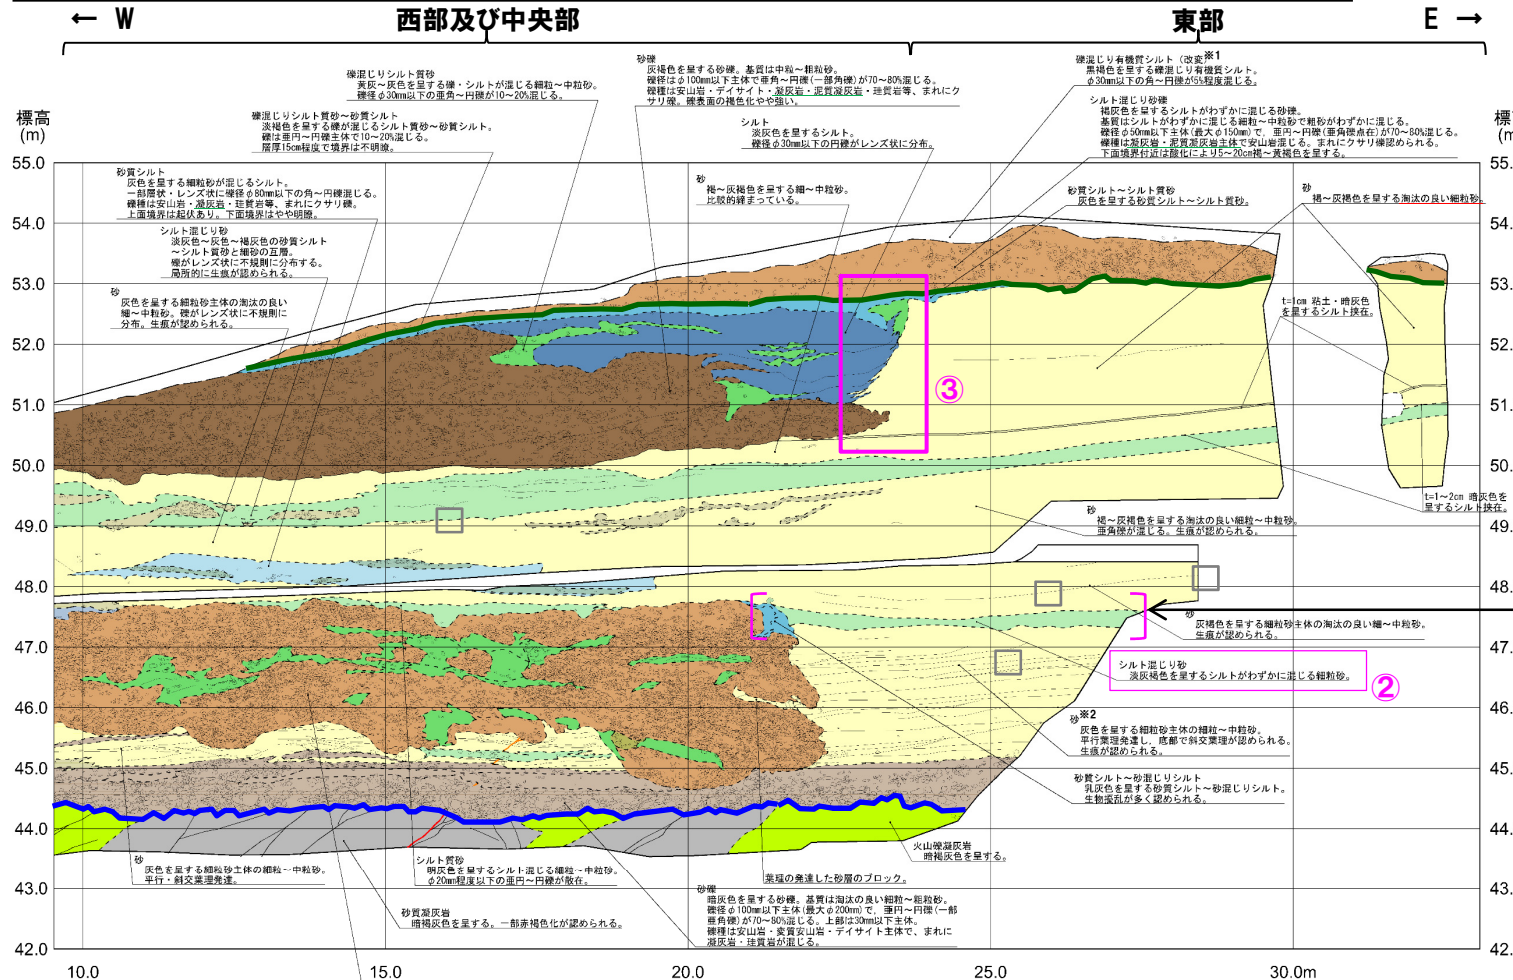 ← W
西部及び中央部
東部
E →
標高
(m)
礫混じりシルト質砂
黄灰～灰色を呈する礫・シルトが混じる細粒～中粒砂。
礫径φ30mm以下の亜角～円礫が10～20%混じる。
砂礫
灰褐色を呈する砂礫。基質は中粒～粗粒砂。
礫径はφ100mm以下主体で亜角～円礫(一部角礫)が70～80%混じる。
礫種は安山岩・デイサイト・凝灰岩・泥質凝灰岩・珪質岩等、まれにク
サリ礫。礫表面の褐色化やや強い。
礫混じり有機質シルト（改変）※1
黒褐色を呈する礫混じり有機質シルト。
φ30mm以下の角～円礫が5%程度混じる。
シルト混じり砂礫
褐灰色を呈するシルトがわずかに混じる砂礫。
基質はシルトがわずかに混じる細粒～中粒砂で粗砂がわずかに混じる。
礫径φ50mm以下主体(最大φ150mm)で、亜円～円礫(亜角礫点在)が70～80%混じる。
礫種は凝灰岩・泥質凝灰岩主体で安山岩混じる。まれにクサリ礫認められる。
下面境界付近は酸化により5～20cm褐～黄褐色を呈する。
標高
(m
礫混じりシルト質砂～砂質シルト
淡褐色を呈する礫が混じるシルト質砂～砂質シルト。
礫は亜円～円礫主体で10～20%混じる。
層厚15cm程度で境界は不明瞭。
シルト
淡灰色を呈するシルト。
礫径φ30mm以下の円礫がレンズ状に分布。
砂質シルト
灰色を呈する細粒砂が混じるシルト。
一部層状・レンズ状に礫径φ80mm以下の角～円礫混じる。
礫種は安山岩・凝灰岩・珪質岩等、まれにクサリ礫。
上面境界は起伏あり。下面境界はやや明瞭。
砂
褐～灰褐色を呈する細～中粒砂。
比較的締まっている。
砂質シルト～シルト質砂
灰色を呈する砂質シルト～シルト質砂。
砂
褐～灰褐色を呈する淘汰の良い細粒砂。
シルト混じり砂
淡灰色～灰色～褐灰色の砂質シルト
～シルト質砂と細砂の互層。
礫がレンズ状に不規則に分布する。
局所的に生痕が認められる。
砂
灰色を呈する細粒砂主体の淘汰の良い
細～中粒砂。礫がレンズ状に不規則に
分布。生痕が認められる。
t=1cm 粘土・暗灰色
を呈するシルト挟在。
③
t=1～2cm 暗灰色を
呈するシルト挟在。
砂
褐～灰褐色を呈する淘汰の良い細粒～中粒砂。
亜角礫が混じる。生痕が認められる。
砂
灰褐色を呈する細粒砂主体の淘汰の良い細～中粒砂。
生痕が認められる。
シルト混じり砂
淡灰褐色を呈するシルトがわずかに混じる細粒砂。
②
砂※2
灰色を呈する細粒砂主体の細粒～中粒砂。
平行葉理発達し、底部で斜交葉理が認められる。
生痕が認められる。
砂質シルト～砂混じりシルト
乳灰色を呈する砂質シルト～砂混じりシルト。
生物擾乱が多く認められる。
火山礫凝灰岩
暗褐灰色を呈する。
砂
灰色を呈する細粒砂主体の細粒～中粒砂。
平行・斜交葉理発達。
シルト質砂
明灰色を呈するシルト混じる細粒～中粒砂。
φ20mm程度以下の亜円～円礫が散在。
葉理の発達した砂層のブロック。
砂質凝灰岩
暗褐灰色を呈する。一部赤褐色化が認められる。
砂礫
暗灰色を呈する砂礫。基質は淘汰の良い細粒～粗粒砂。
礫径φ100mm以下主体(最大φ200mm)で、亜円～円礫(一部
亜角礫)が70～80%混じる。上部は30mm以下主体。
礫種は安山岩・変質安山岩・デイサイト主体で、まれに
凝灰岩・珪質岩が混じる。
55.0
54.0
53.0
52.0
51.0
50.0
49.0
48.0
47.0
46.0
45.0
44.0
43.0
42.0
55.
54.
53.
52.
51.
50.
49.
48.
47.
46.
45.
44.
43.
42.
10.0
15.0
20.0
25.0
30.0m